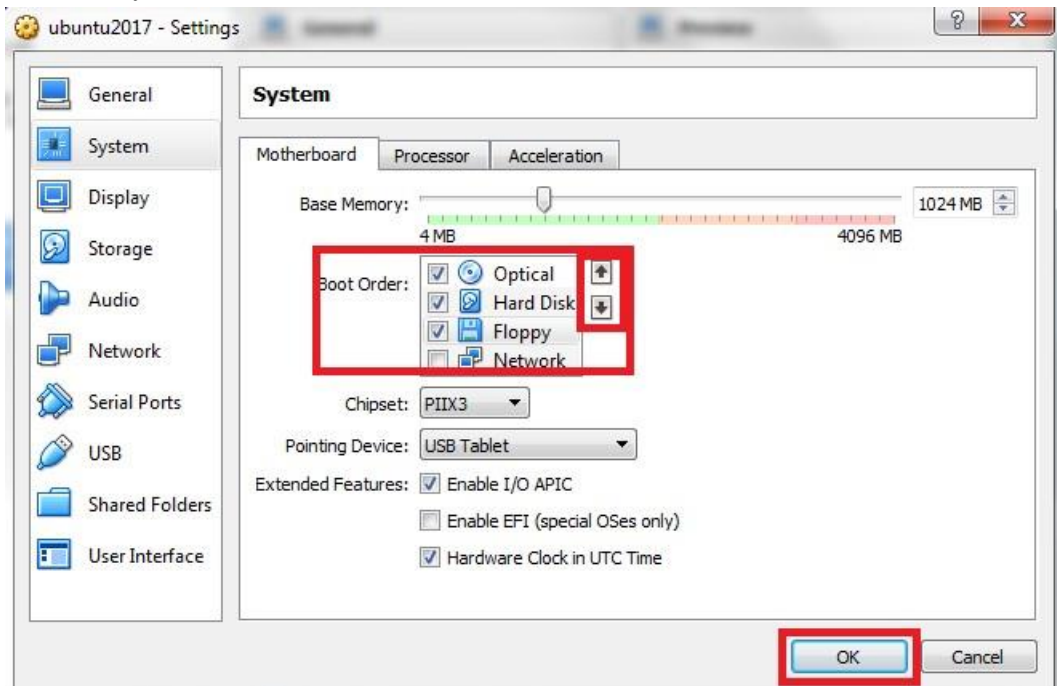 ubuntu2017 - Settings
General
System
Display
Storage
Audio
Network
Serial Ports
USB
Shared Folders
User Interface
System
Motherboard Processor Acceleration
Base Memory: 1024 MB
4 MB 4096 MB
Boot Order: Optical
Hard Disk
Floppy
Network
Chipset: PIIX3
Pointing Device: USB Tablet
Extended Features: Enable I/O APIC
Enable EFI (special OSes only)
Hardware Clock in UTC Time
OK Cancel